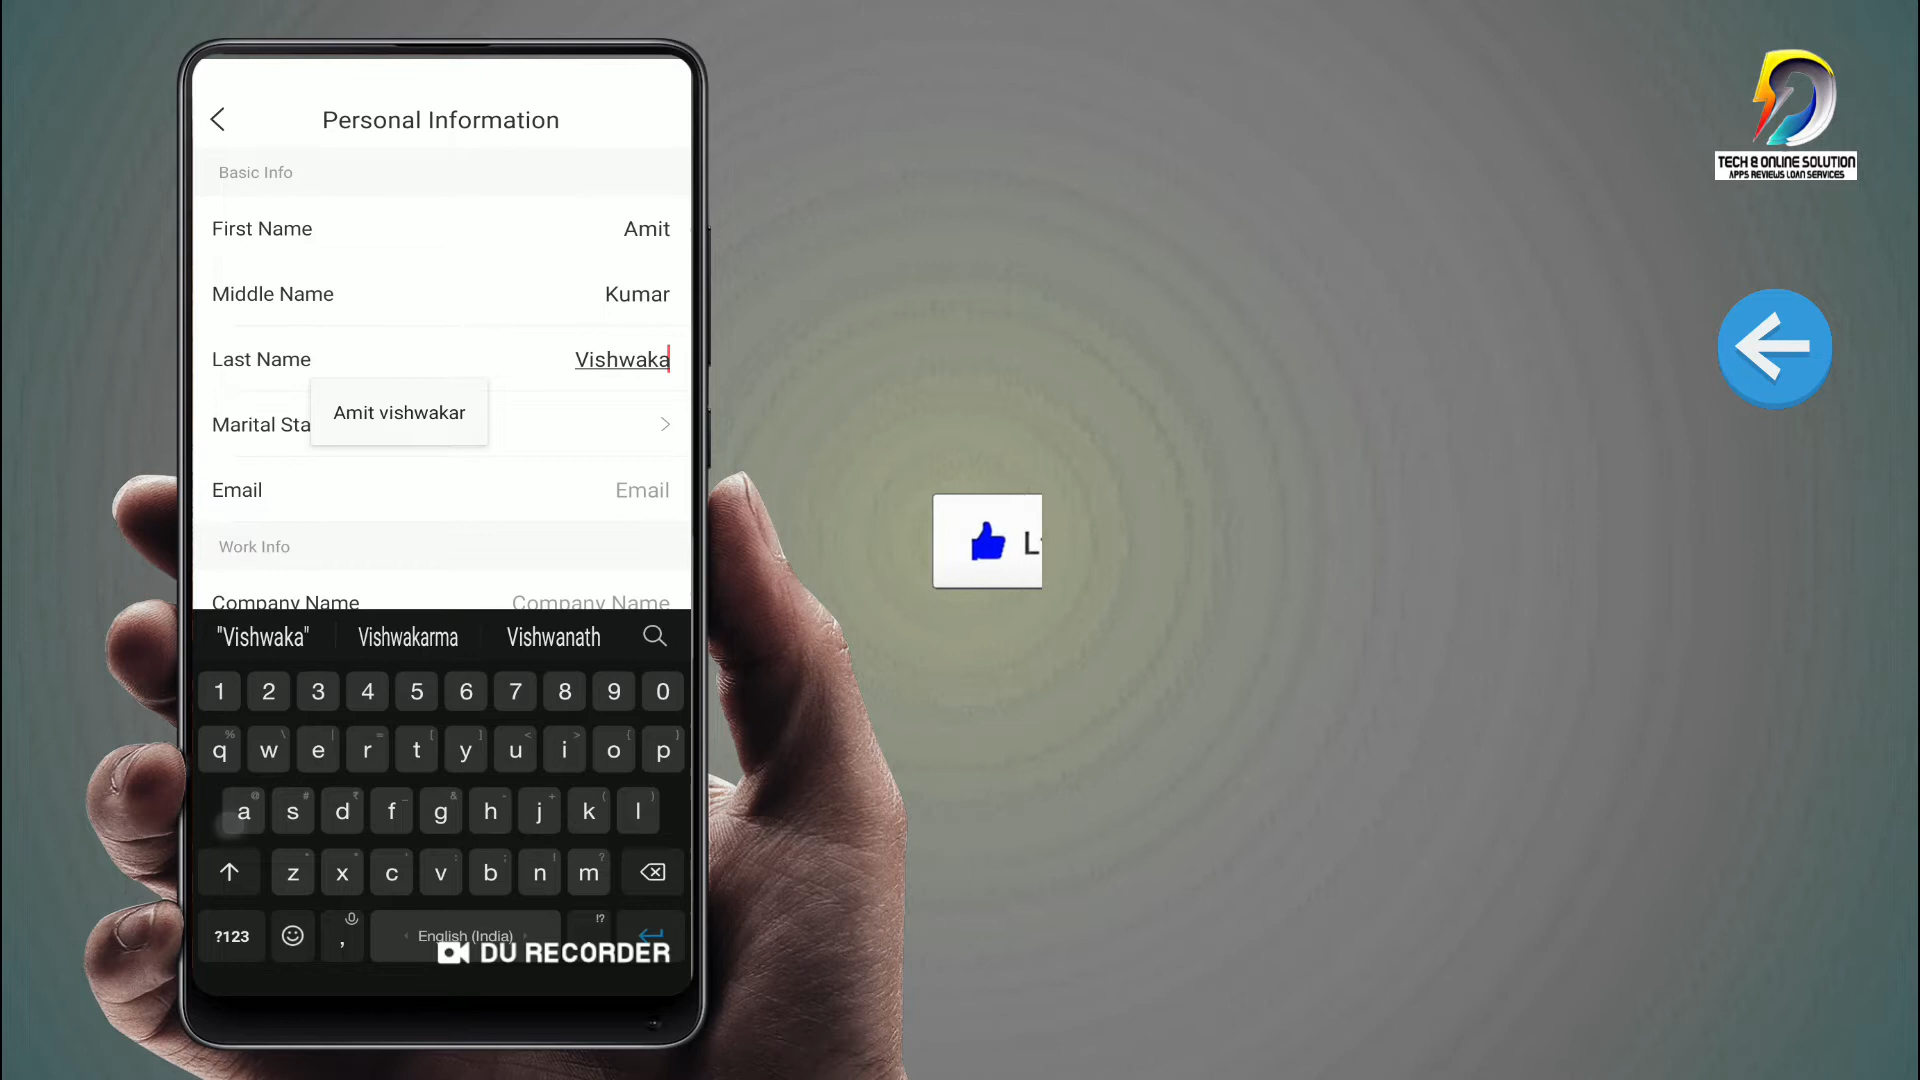 Personal Information
Basic Info
First Name Amit
Middle Name Kumar
Last Name Vishwaka
Amit vishwakar
Marital Sta
Email Email
Work Info
Company Name Company Name
"Vishwaka" Vishwakarma Vishwanath
1 2 3 4 5 6 7 8 9 0
q w e r t y u i o p
a s d f g h j k l
z x c v b n m
?123 , English (India) !?
DU RECORDER
L
TECH & ONLINE SOLUTION
APPS REVIEWS LOAN SERVICES